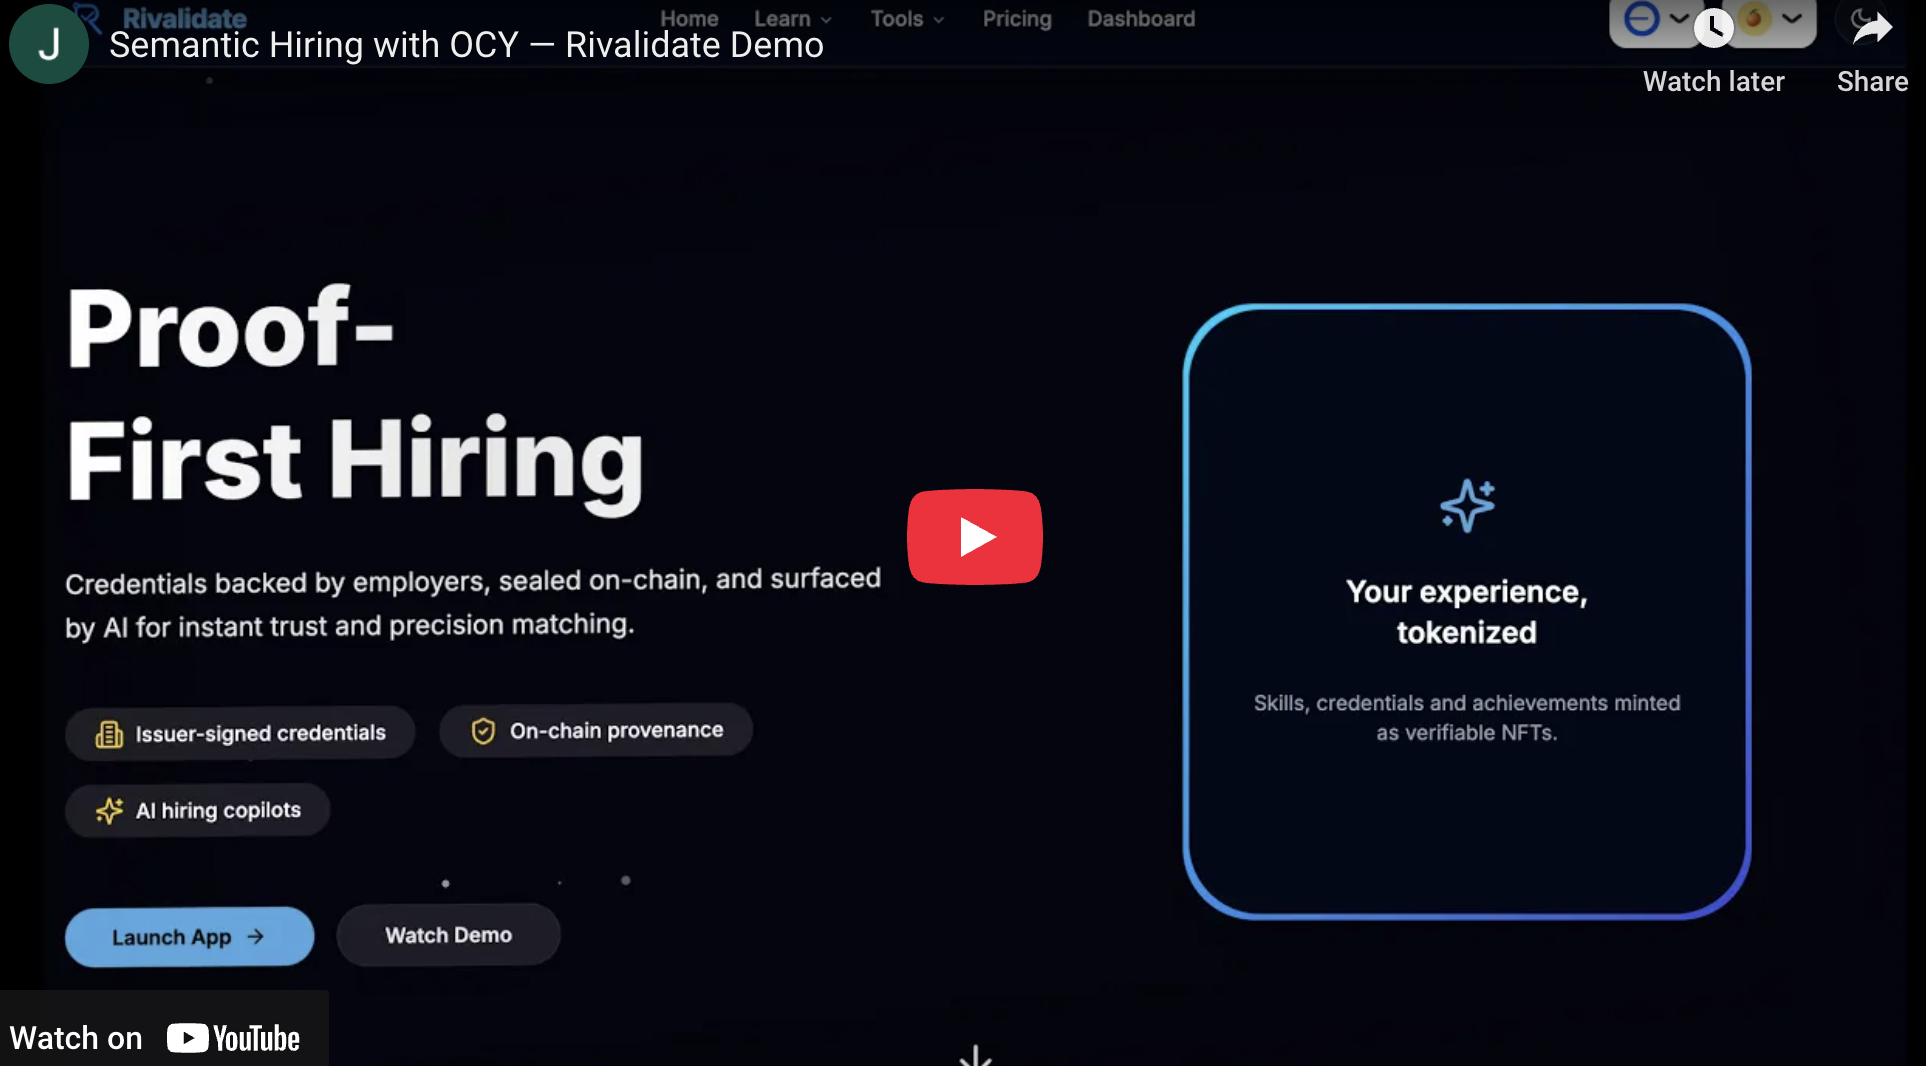 Rivalidate
Home Learn Tools Pricing Dashboard
J
Semantic Hiring with OCY — Rivalidate Demo
Watch later
Share
Proof-
First Hiring
Credentials backed by employers, sealed on-chain, and surfaced
by AI for instant trust and precision matching.
Issuer-signed credentials
On-chain provenance
AI hiring copilots
Launch App →
Watch Demo
Your experience,
tokenized
Skills, credentials and achievements minted
as verifiable NFTs.
Watch on YouTube